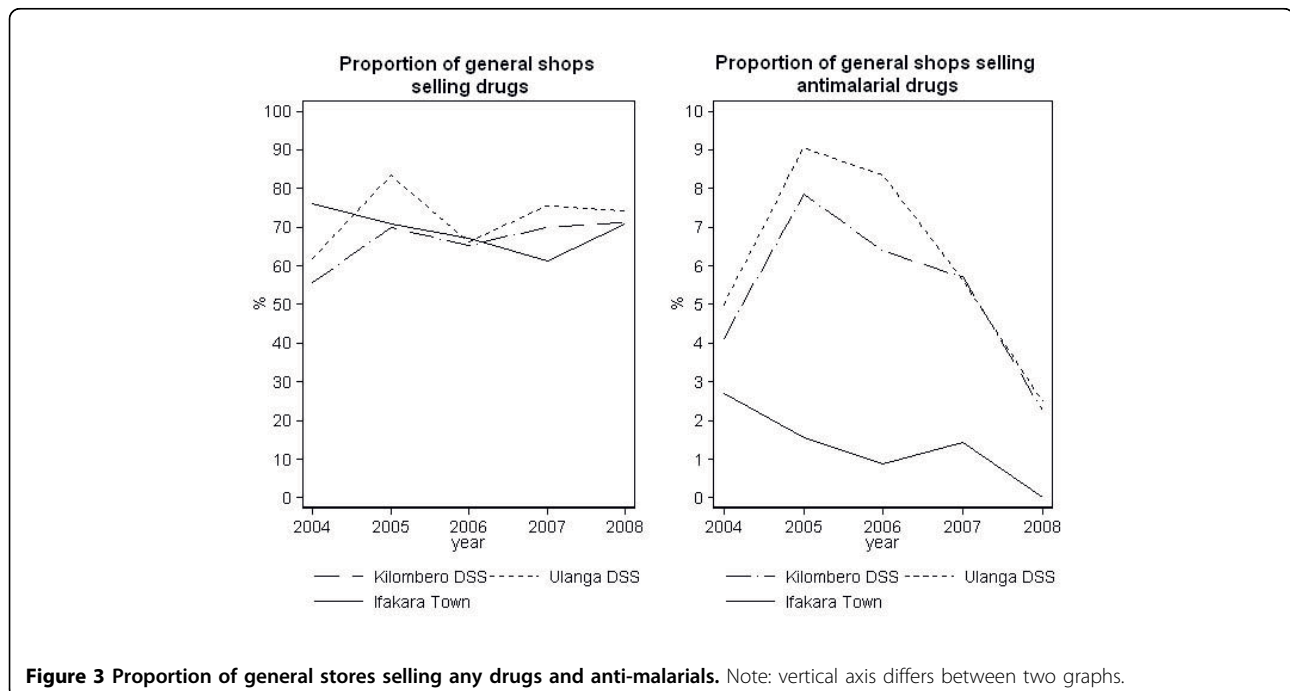 Proportion of general shops
selling drugs
100
90
80
70
60
50
40
30
20
10
0
%
2004 2005 2006 2007 2008
year
Kilombero DSS Ulanga DSS
Ifakara Town
Proportion of general shops selling
antimalarial drugs
10
9
8
7
6
5
4
3
2
1
0
%
2004 2005 2006 2007 2008
year
Kilombero DSS Ulanga DSS
Ifakara Town
Figure 3 Proportion of general stores selling any drugs and anti-malarials. Note: vertical axis differs between two graphs.